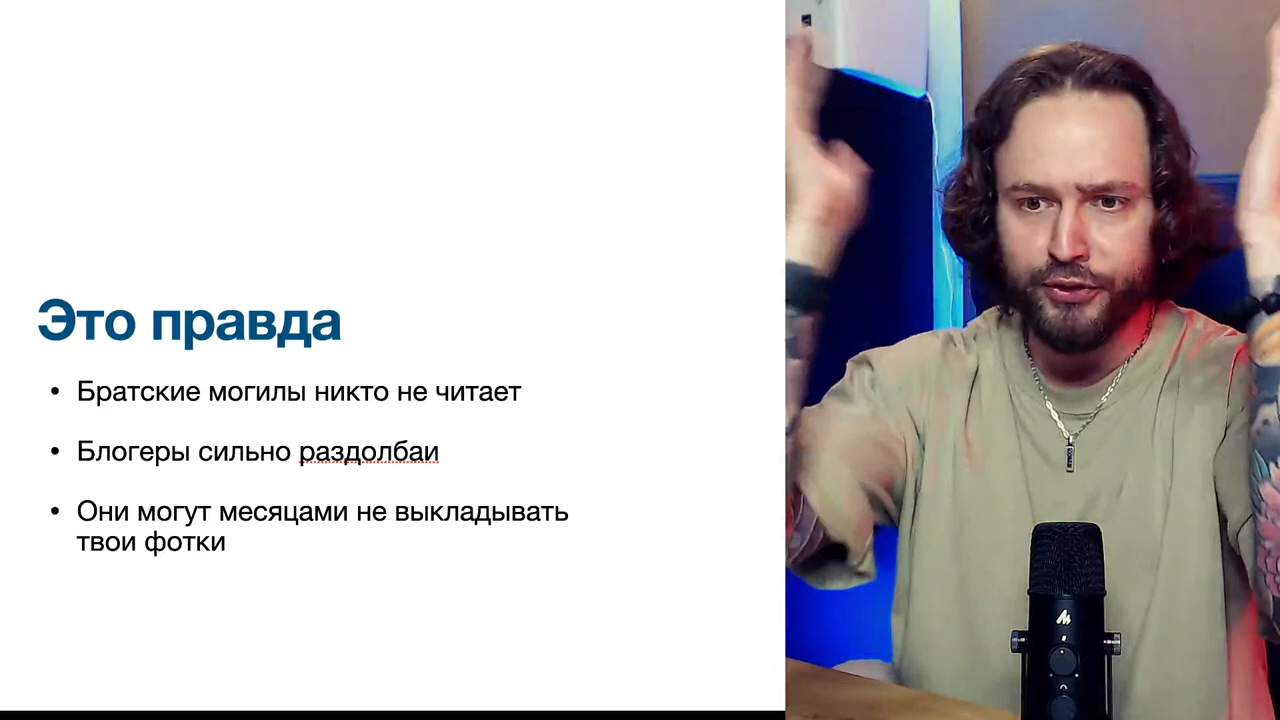 Это правда
• Братские могилы никто не читает
• Блогеры сильно раздолбаи
• Они могут месяцами не выкладывать
твои фотки